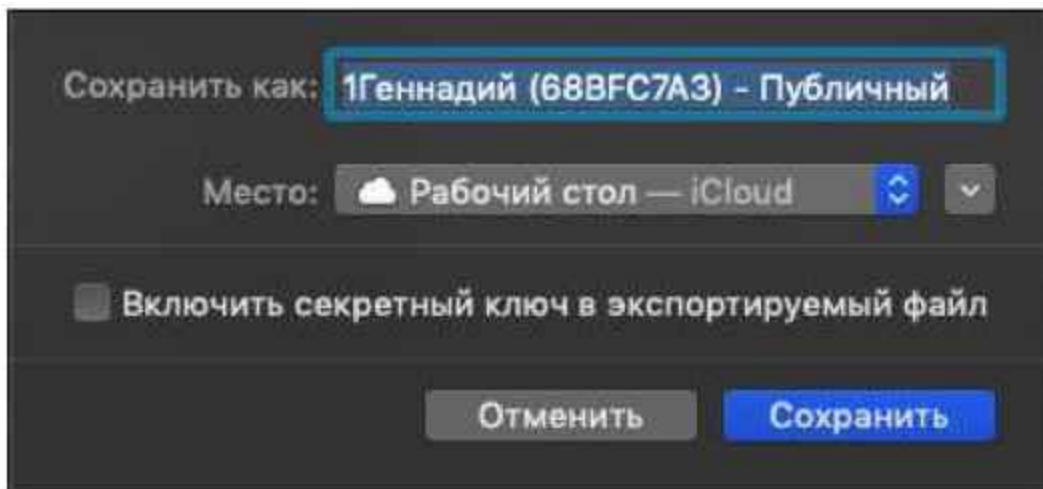 Сохранить как: 1Геннадий (68BFC7A3) - Публичный
Место: Рабочий стол — iCloud
Включить секретный ключ в экспортируемый файл
Отменить Сохранить